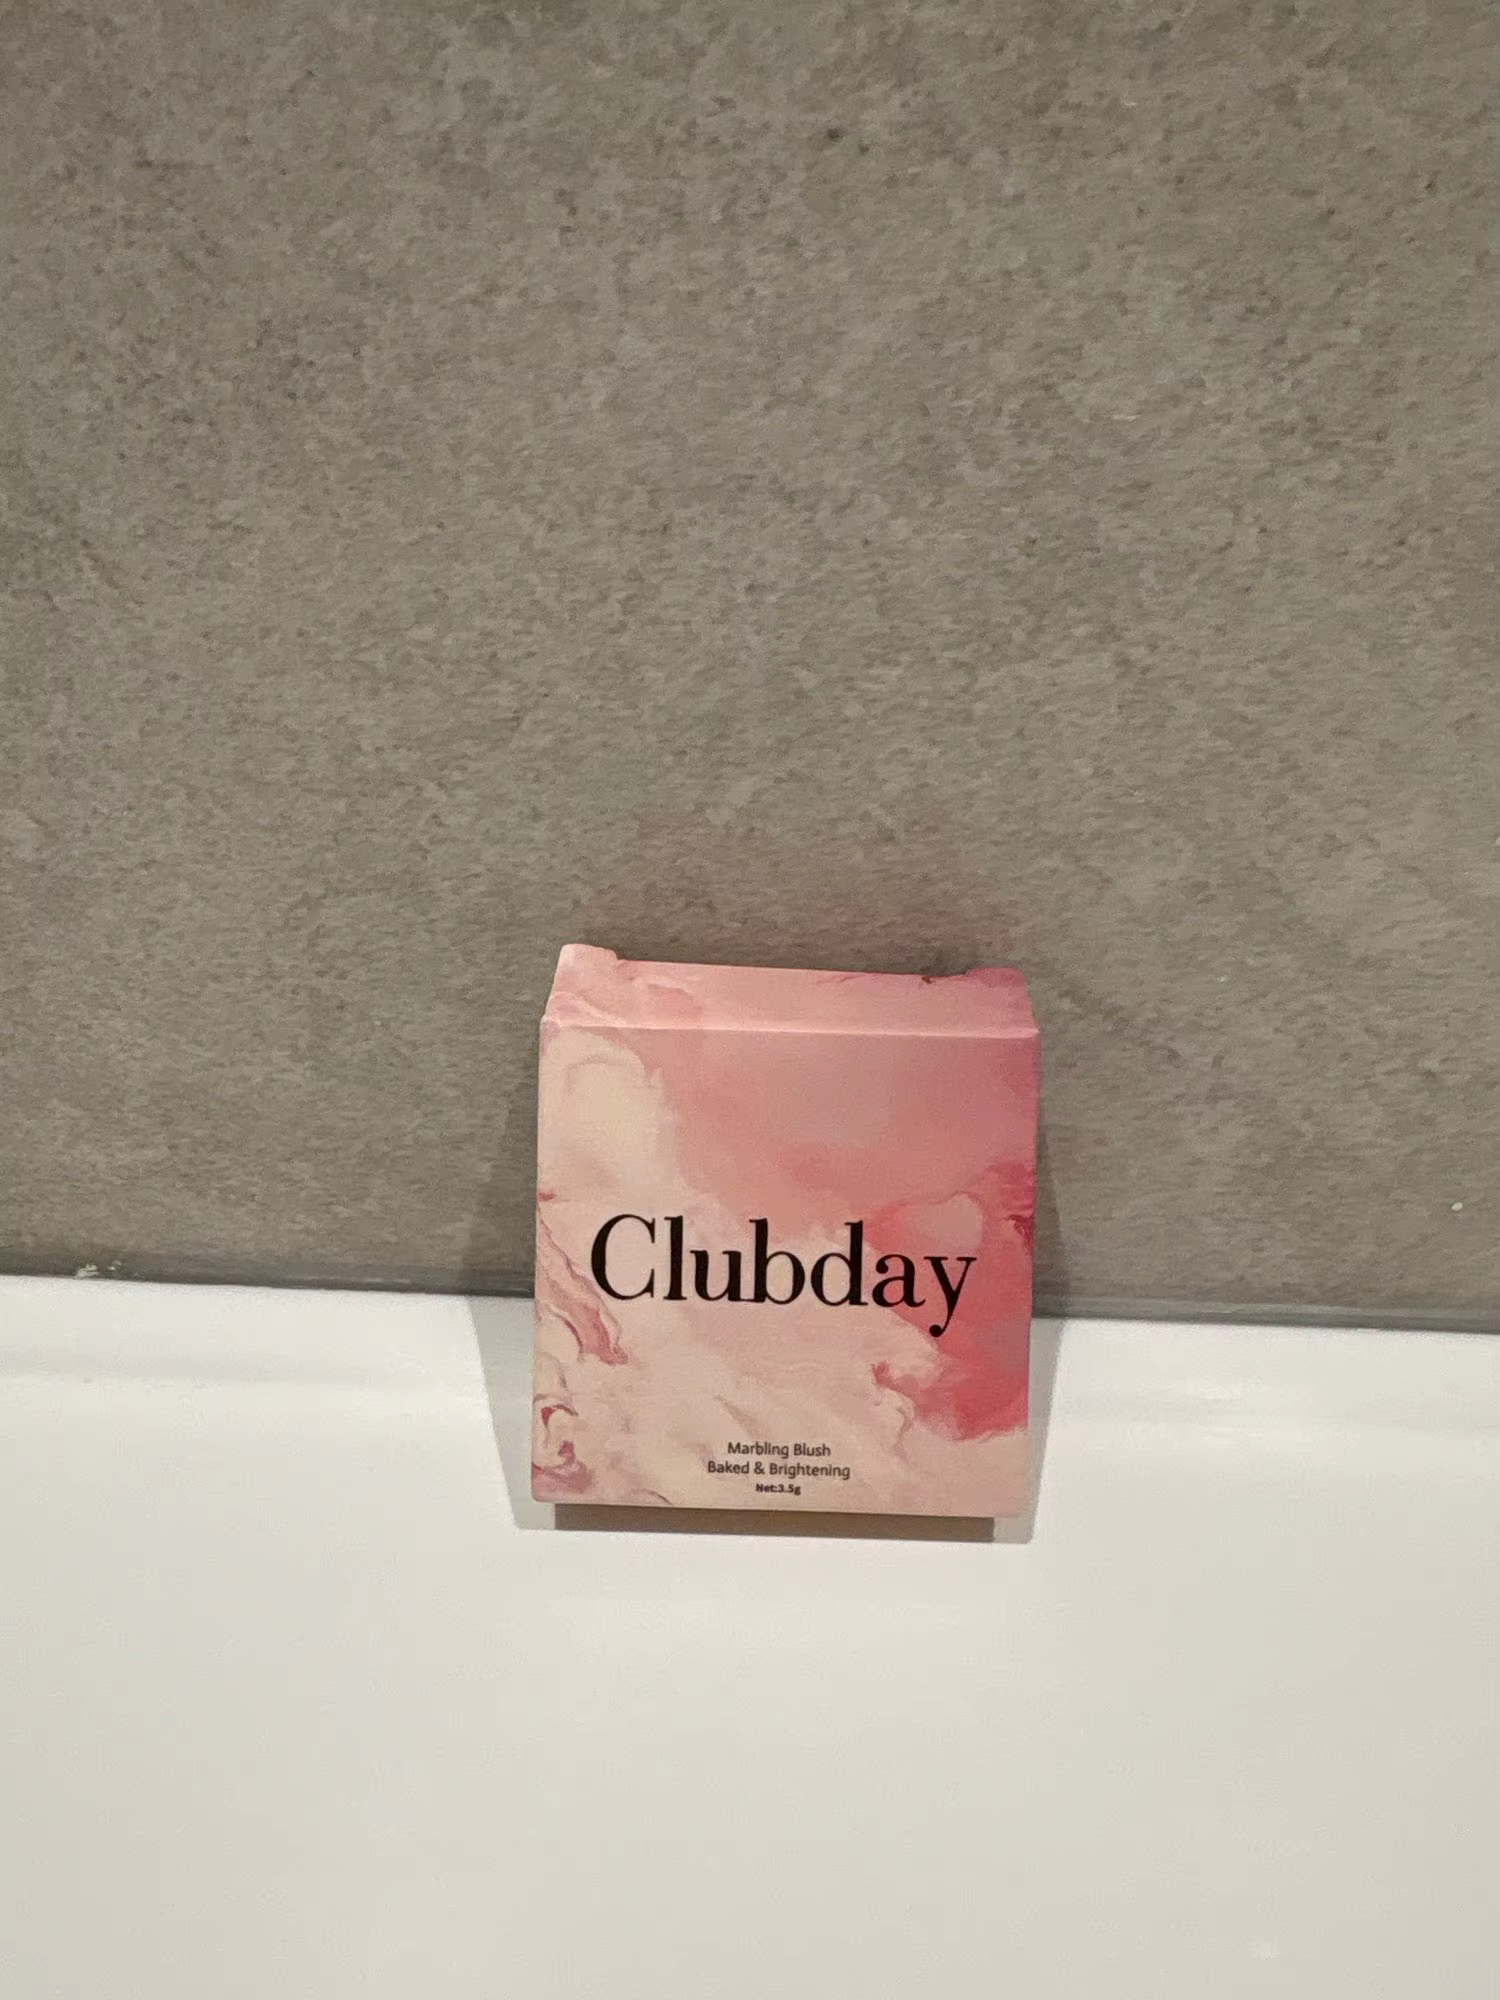 Clubday
Marbling Blush
Baked & Brightening
Net:3.5g